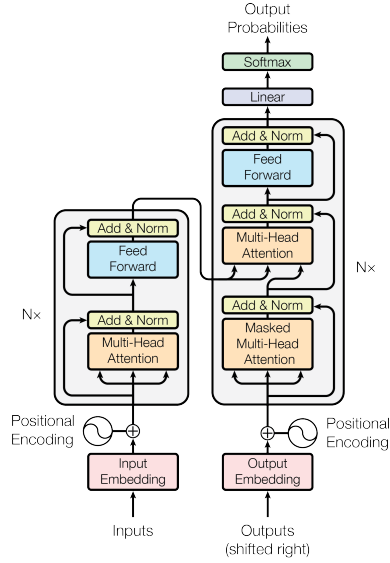 Output
Probabilities
Softmax
Linear
Add & Norm
Feed
Forward
Add & Norm
Multi-Head
Attention
Add & Norm
Masked
Multi-Head
Attention
N×
Positional
Encoding
Output
Embedding
Outputs
(shifted right)
Add & Norm
Feed
Forward
N×
Add & Norm
Multi-Head
Attention
Positional
Encoding
Input
Embedding
Inputs